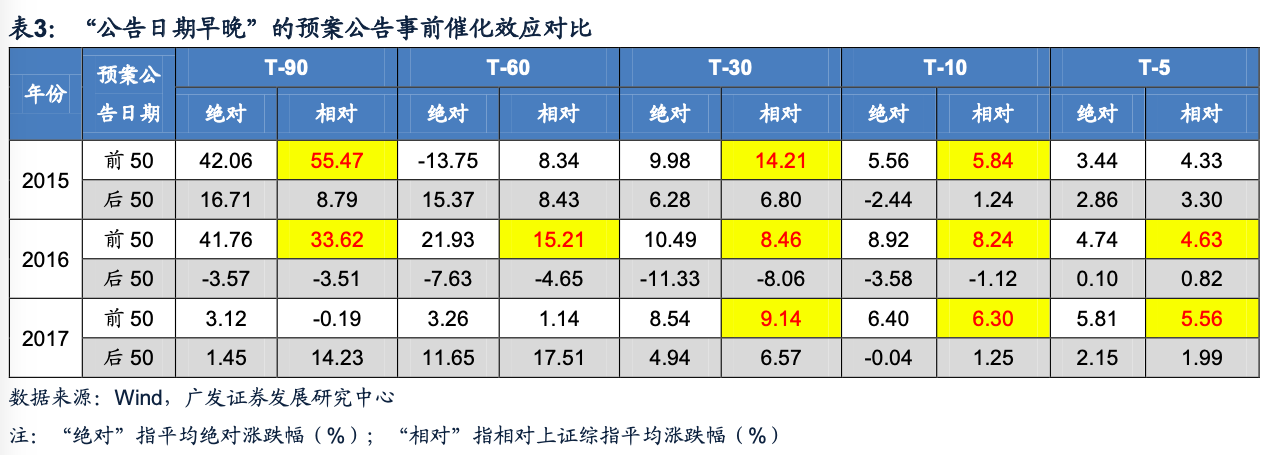 表3：“公告日期早晚”的预案公告事前催化效应对比
年份 预案公告日期 T-90 T-60 T-30 T-10 T-5
绝对 相对 绝对 相对 绝对 相对 绝对 相对 绝对 相对
2015 前 50 42.06 55.47 -13.75 8.34 9.98 14.21 5.56 5.84 3.44 4.33
后 50 16.71 8.79 15.37 8.43 6.28 6.80 -2.44 1.24 2.86 3.30
2016 前 50 41.76 33.62 21.93 15.21 10.49 8.46 8.92 8.24 4.74 4.63
后 50 -3.57 -3.51 -7.63 -4.65 -11.33 -8.06 -3.58 -1.12 0.10 0.82
2017 前 50 3.12 -0.19 3.26 1.14 8.54 9.14 6.40 6.30 5.81 5.56
后 50 1.45 14.23 11.65 17.51 4.94 6.57 -0.04 1.25 2.15 1.99
数据来源：Wind，广发证券发展研究中心
注：“绝对”指平均绝对涨跌幅（%）；“相对”指相对上证综指平均涨跌幅（%）